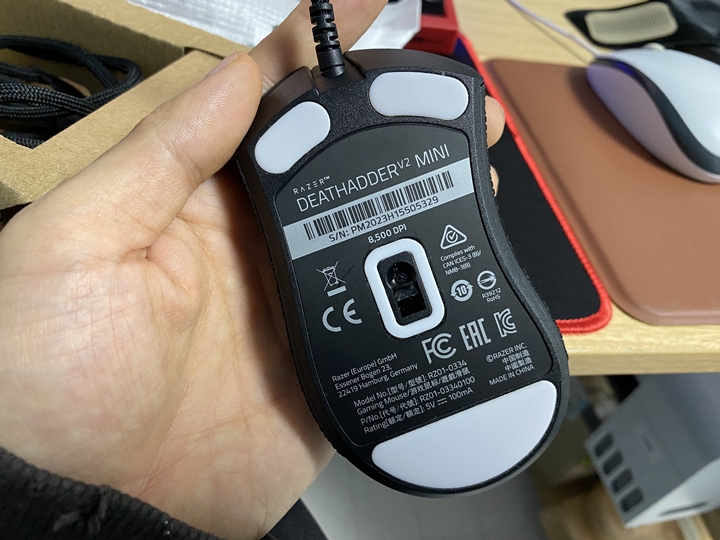 RAZER™
DEATHADDER V2 MINI
S/N: PM2023H15505329
8,500 DPI
Complies with
CAN ICES-3 (B)/
NMB-3(B)
10
R39212
RoHS
CE
FC
EAC
Razer (Europe) GmbH
Essener Bogen 23,
22419 Hamburg, Germany
©RAZER INC.
中国制造
中國製造
MADE IN CHINA
Model No.[型号/型號]: RZ01-0334
Gaming Mouse/游戏鼠标/遊戲滑鼠
P/No.[代号/代號]: RZ01-03340100
Rating[额定/額定]: 5V ⎓ 100mA